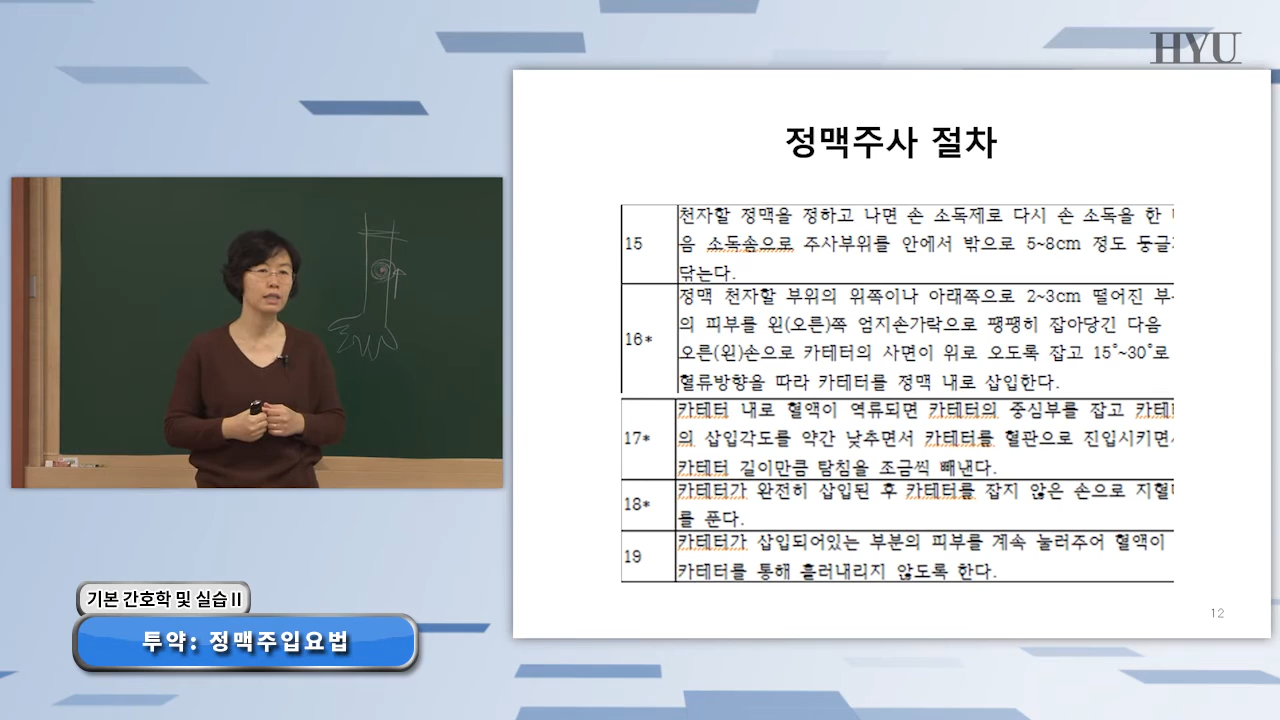 HYU
정맥주사 절차
15
천자할 정맥을 정하고 나면 손 소독제로 다시 손 소독을 한
음 소독솜으로 주사부위를 안에서 밖으로 5~8cm 정도 둥글
닦는다.
16*
정맥 천자할 부위의 위쪽이나 아래쪽으로 2~3cm 떨어진 부
의 피부를 왼(오른)쪽 엄지손가락으로 팽팽히 잡아당긴 다음
오른(왼)손으로 카테터의 사면이 위로 오도록 잡고 15˚~30˚로
혈류방향을 따라 카테터를 정맥 내로 삽입한다.
17*
카테터 내로 혈액이 역류되면 카테터의 중심부를 잡고 카테
의 삽입각도를 약간 낮추면서 카테터를 혈관으로 진입시키면
카테터 길이만큼 탐침을 조금씩 빼낸다.
18*
카테터가 완전히 삽입된 후 카테터를 잡지 않은 손으로 지혈
를 푼다.
19
카테터가 삽입되어있는 부분의 피부를 계속 눌러주어 혈액이
카테터를 통해 흘러내리지 않도록 한다.
12
기본 간호학 및 실습 II
투약: 정맥주입요법